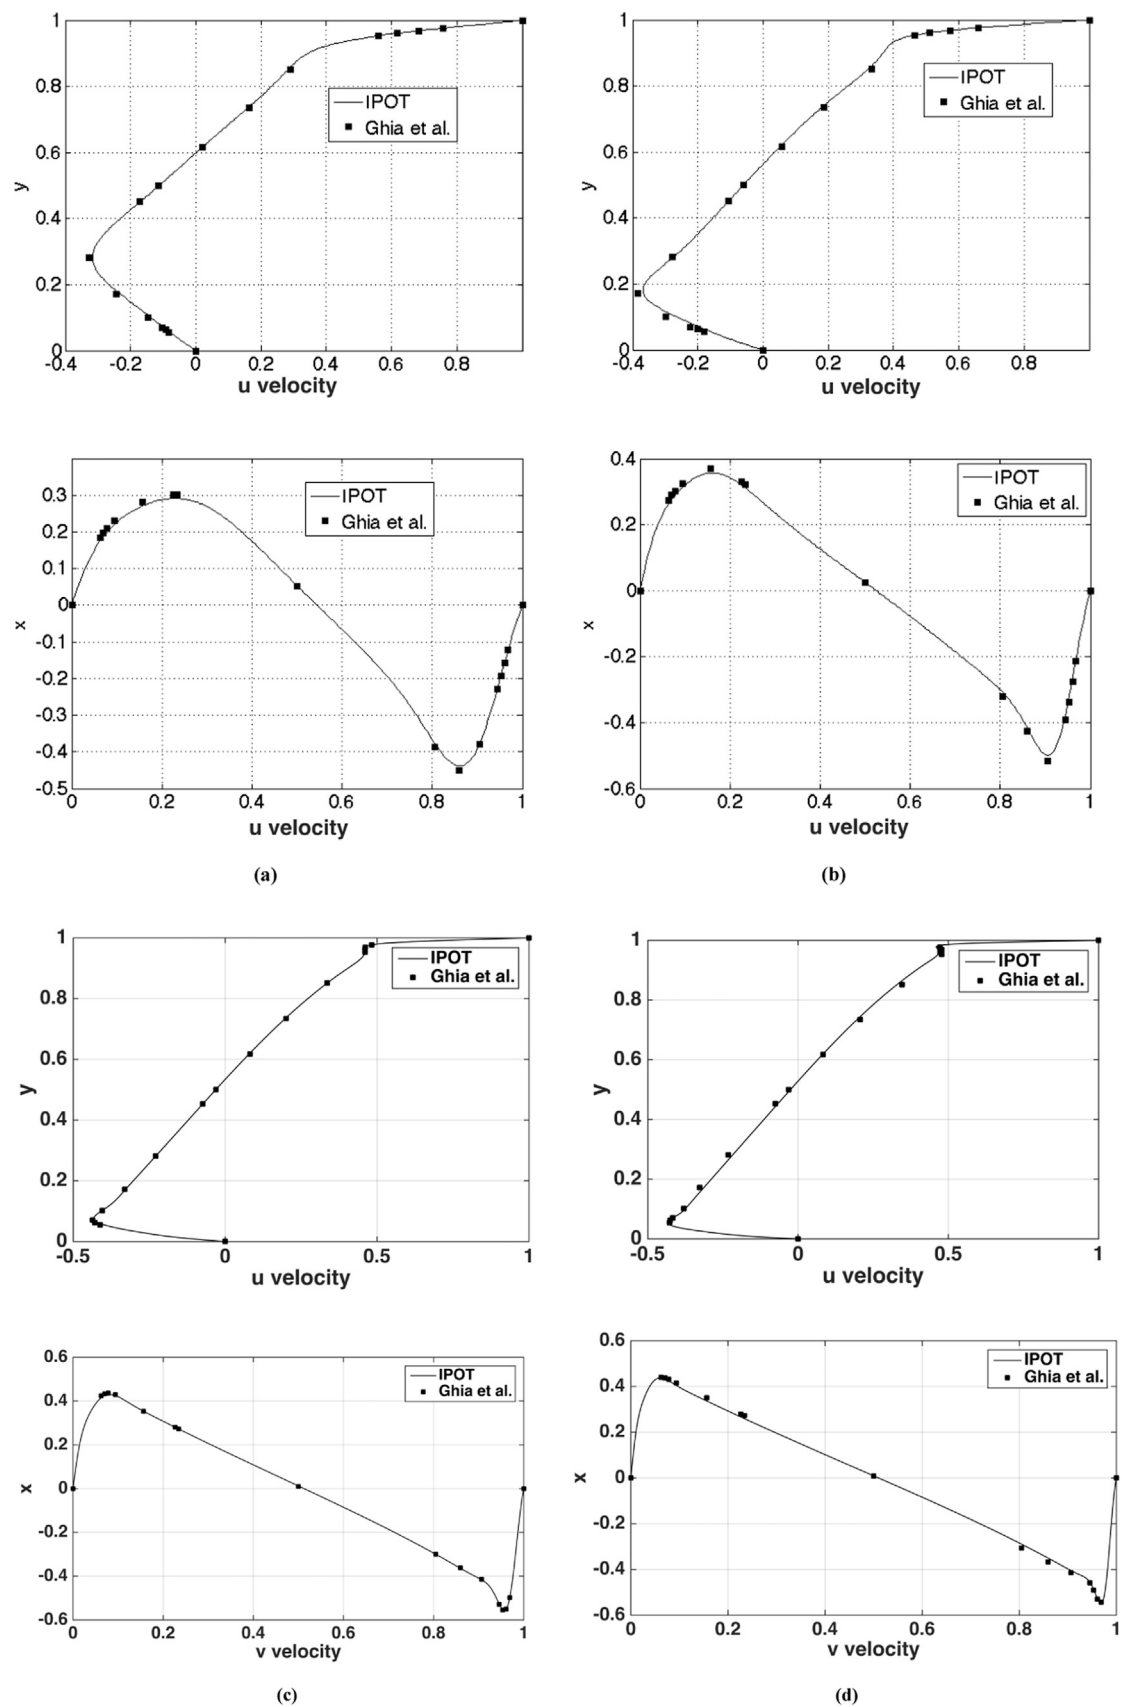 1
0.8
0.6
0.4
0.2
0
y
-0.4 -0.2 0 0.2 0.4 0.6 0.8
u velocity
IPOT
Ghia et al.
1
0.8
0.6
0.4
0.2
0
y
-0.4 -0.2 0 0.2 0.4 0.6 0.8
u velocity
IPOT
Ghia et al.
0.3
0.2
0.1
0
-0.1
-0.2
-0.3
-0.4
-0.5
x
0 0.2 0.4 0.6 0.8 1
u velocity
IPOT
Ghia et al.
(a)
0.4
0.2
0
-0.2
-0.4
-0.6
x
0 0.2 0.4 0.6 0.8 1
u velocity
IPOT
Ghia et al.
(b)
1
0.8
0.6
0.4
0.2
0
y
-0.5 0 0.5 1
u velocity
IPOT
Ghia et al.
1
0.8
0.6
0.4
0.2
0
y
-0.5 0 0.5 1
u velocity
IPOT
Ghia et al.
0.6
0.4
0.2
0
-0.2
-0.4
-0.6
x
0 0.2 0.4 0.6 0.8 1
v velocity
IPOT
Ghia et al.
(c)
0.6
0.4
0.2
0
-0.2
-0.4
-0.6
x
0 0.2 0.4 0.6 0.8 1
v velocity
IPOT
Ghia et al.
(d)